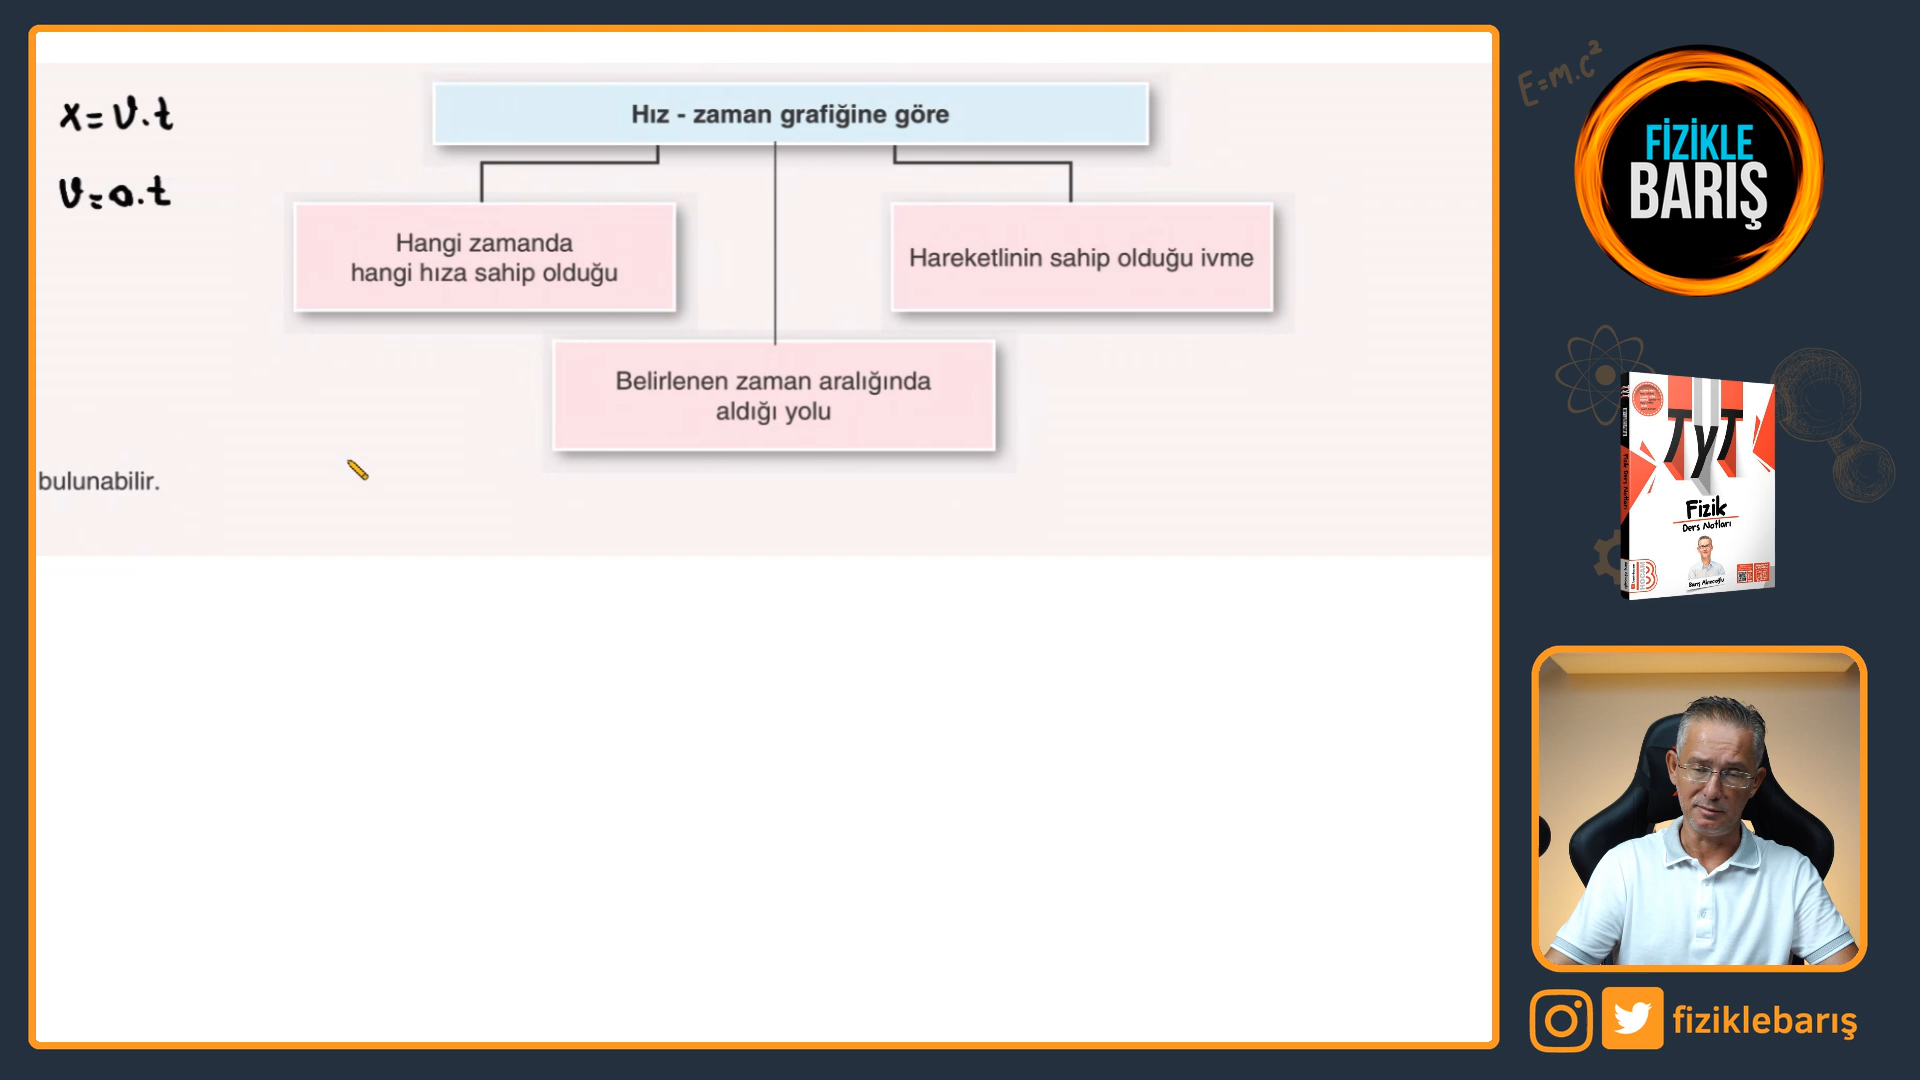 x=v.t
v=a.t
Hız - zaman grafiğine göre
Hangi zamanda
hangi hıza sahip olduğu
Hareketlinin sahip olduğu ivme
Belirlenen zaman aralığında
aldığı yolu
bulunabilir.
E=m.c²
FİZİKLE
BARIŞ
TYT
Fizik
Ders Notları
fiziklebarış